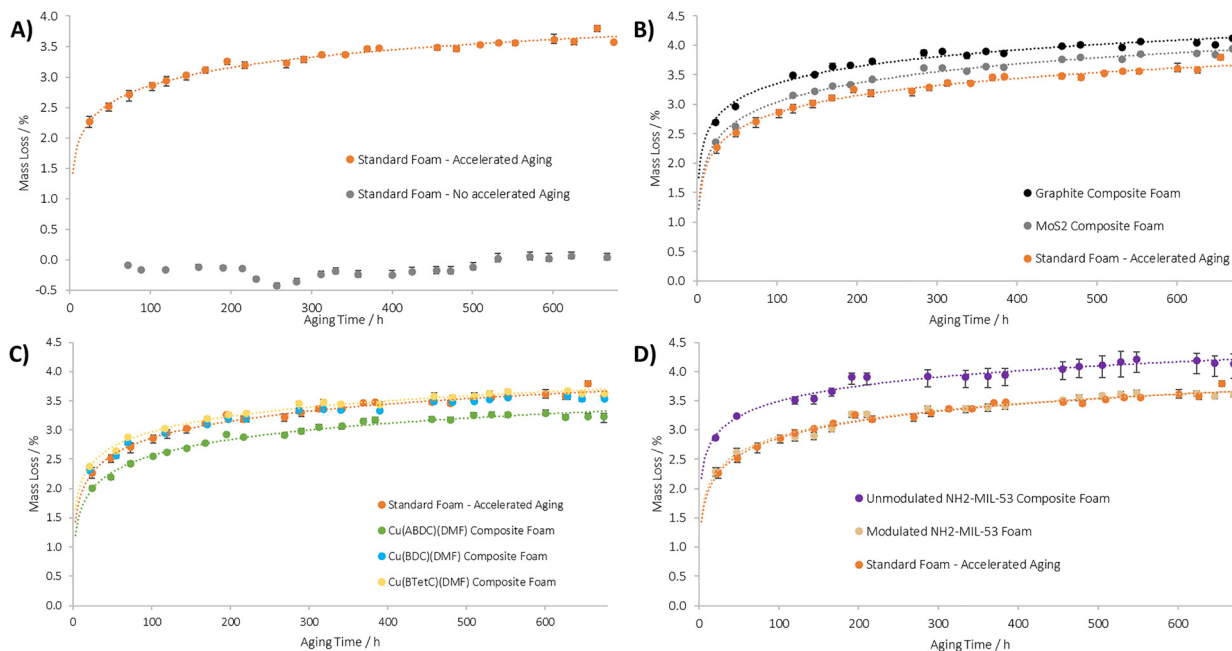 A)
4.0
3.5
3.0
2.5
2.0
1.5
1.0
0.5
0.0
-0.5
Mass Loss / %
Standard Foam - Accelerated Aging
Standard Foam - No accelerated Aging
0 100 200 300 400 500 600
Aging Time / h
B)
4.5
4.0
3.5
3.0
2.5
2.0
1.5
1.0
0.5
0.0
Mass Loss / %
Graphite Composite Foam
MoS2 Composite Foam
Standard Foam - Accelerated Aging
0 100 200 300 400 500 600
Aging Time / h
C)
4.5
4.0
3.5
3.0
2.5
2.0
1.5
1.0
0.5
0.0
Mass Loss / %
Standard Foam - Accelerated Aging
Cu(ABDC)(DMF) Composite Foam
Cu(BDC)(DMF) Composite Foam
Cu(BTetC)(DMF) Composite Foam
0 100 200 300 400 500 600
Aging Time / h
D)
4.5
4.0
3.5
3.0
2.5
2.0
1.5
1.0
0.5
0.0
Mass Loss / %
Unmodulated NH2-MIL-53 Composite Foam
Modulated NH2-MIL-53 Foam
Standard Foam - Accelerated Aging
0 100 200 300 400 500 600
Aging Time / h